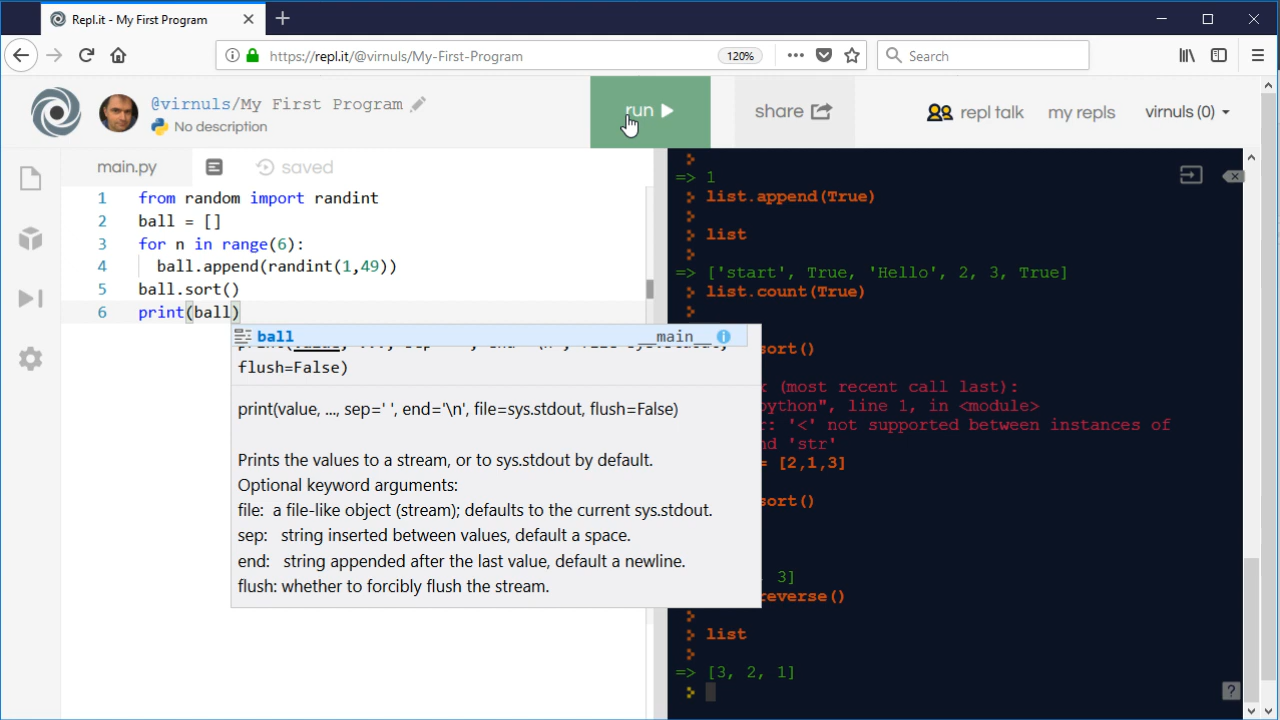 Repl.it - My First Program
https://repl.it/@virnuls/My-First-Program
120%
Search
@virnuls/My First Program
No description
run
share
repl talk
my repls
virnuls (0)
main.py
saved
1 from random import randint
2 ball = []
3 for n in range(6):
4 ball.append(randint(1,49))
5 ball.sort()
6 print(ball)
ball __main__
flush=False)
print(value, ..., sep=' ', end='\n', file=sys.stdout, flush=False)
Prints the values to a stream, or to sys.stdout by default.
Optional keyword arguments:
file: a file-like object (stream); defaults to the current sys.stdout.
sep: string inserted between values, default a space.
end: string appended after the last value, default a newline.
flush: whether to forcibly flush the stream.
=> 1
list.append(True)
list
=> ['start', True, 'Hello', 2, 3, True]
list.count(True)
sort()
(most recent call last):
python", line 1, in <module>
: '<' not supported between instances of
nd 'str'
= [2,1,3]
sort()
3]
reverse()
list
=> [3, 2, 1]
?